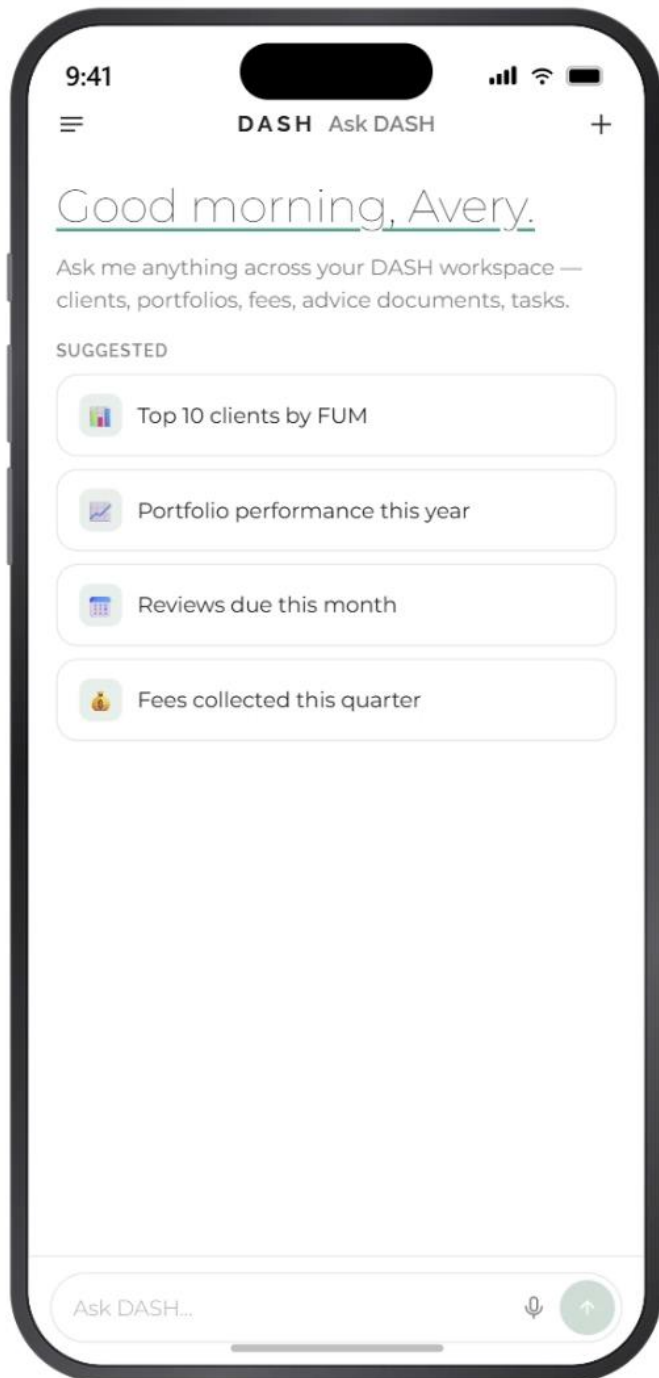 9:41
DASH Ask DASH
Good morning, Avery.
Ask me anything across your DASH workspace —
clients, portfolios, fees, advice documents, tasks.
SUGGESTED
Top 10 clients by FUM
Portfolio performance this year
Reviews due this month
Fees collected this quarter
Ask DASH...